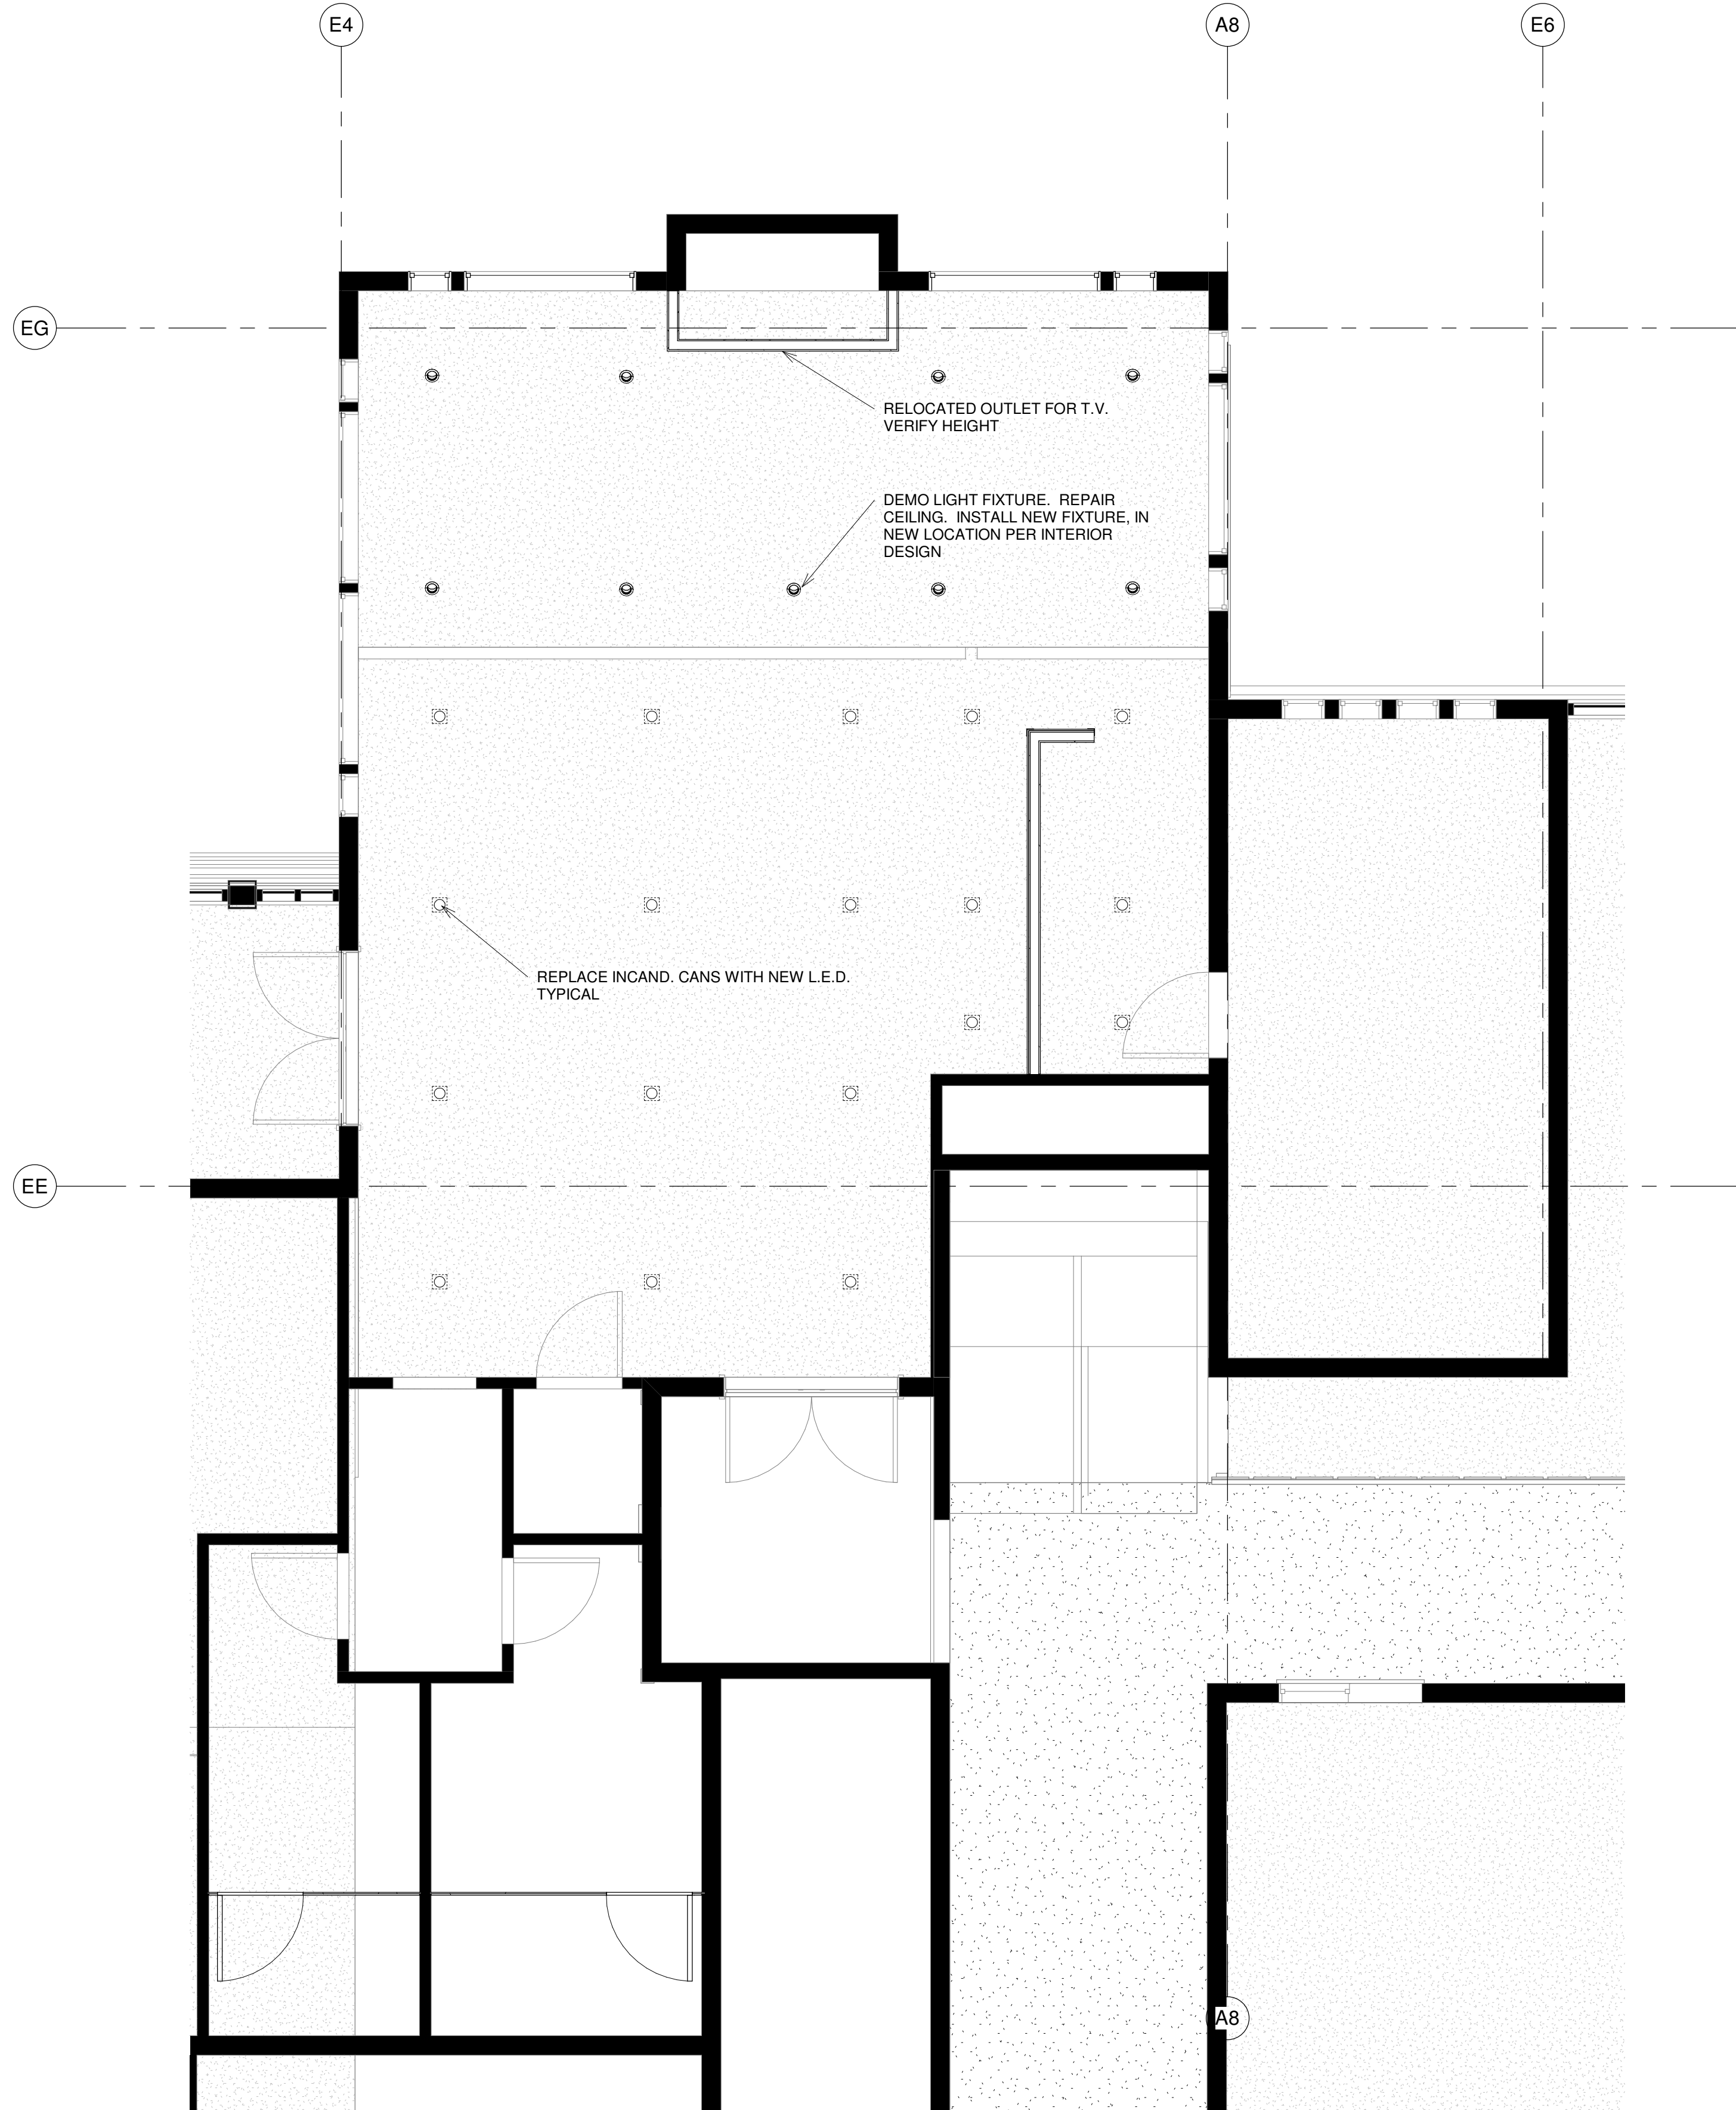 E4
A8
E6
EG
RELOCATED OUTLET FOR T.V.
VERIFY HEIGHT
DEMO LIGHT FIXTURE.  REPAIR
CEILING.  INSTALL NEW FIXTURE, IN
NEW LOCATION PER INTERIOR
DESIGN
REPLACE INCAND. CANS WITH NEW L.E.D.
TYPICAL
EE
A8